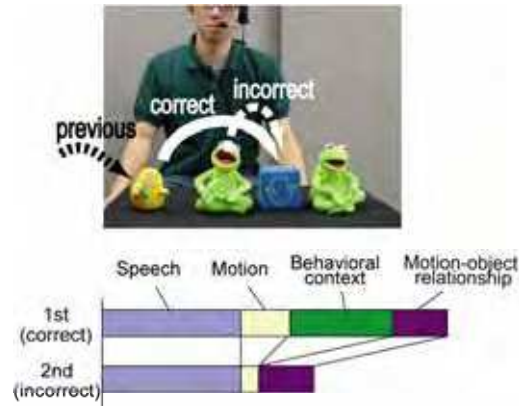 incorrect
correct
previous
Speech Motion Behavioral context Motion-object relationship
1st (correct)
2nd (incorrect)